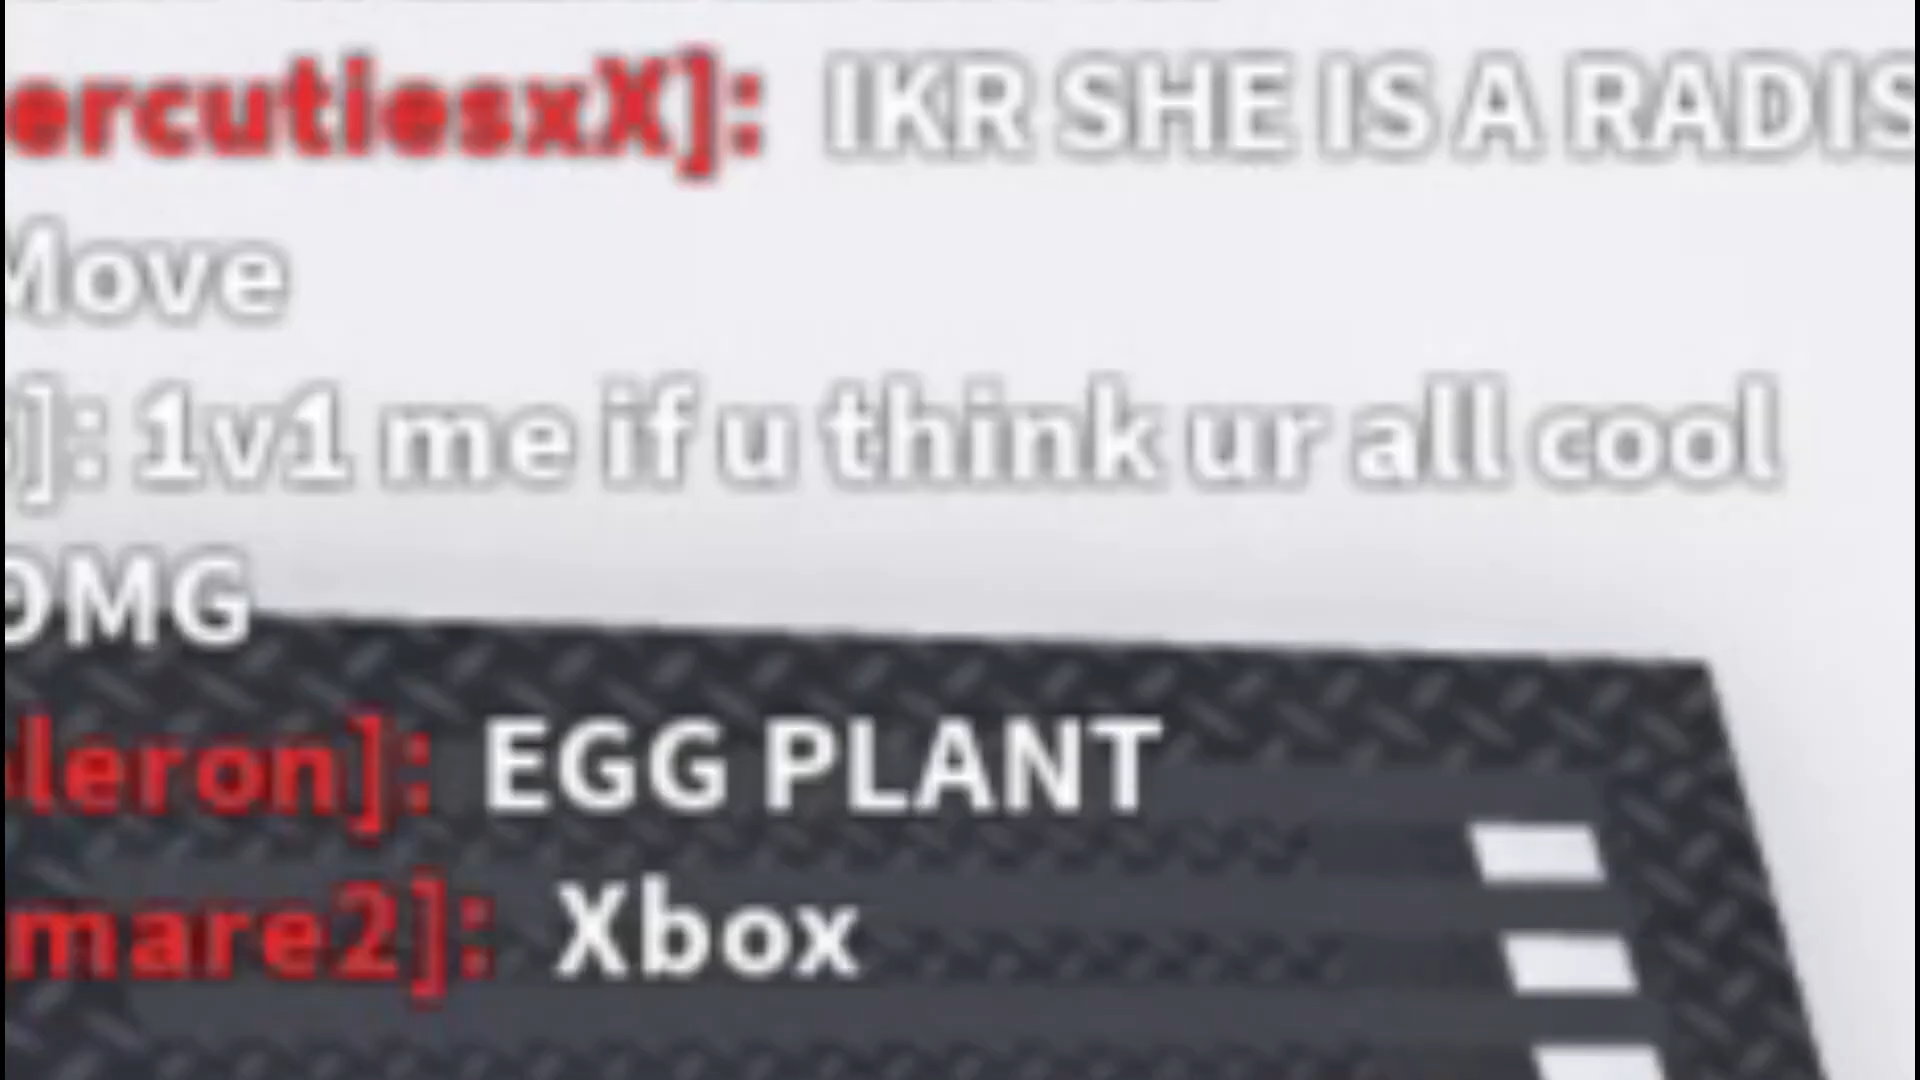 ercutiesxX]: IKR SHE IS A RADIS
Move
]: 1v1 me if u think ur all cool
OMG
leron]: EGG PLANT
mare2]: Xbox